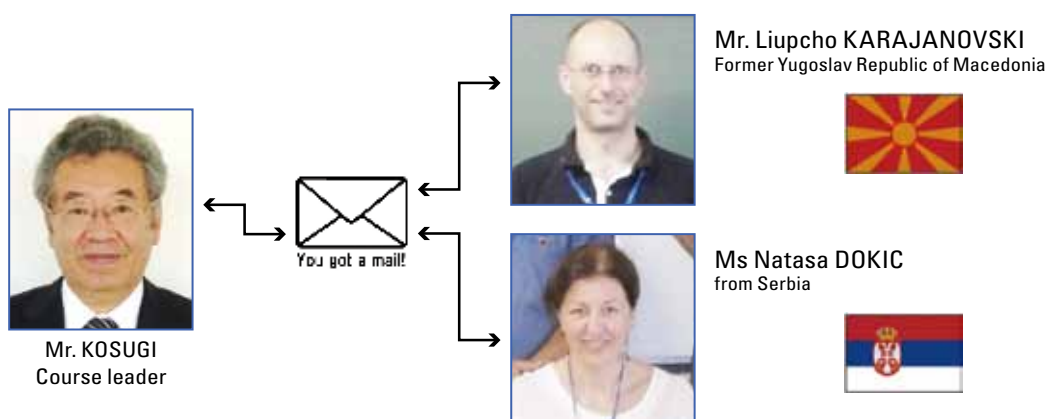 Mr. KOSUGI
Course leader
You got a mail!
Mr. Liupcho KARAJANOVSKI
Former Yugoslav Republic of Macedonia
Ms Natasa DOKIC
from Serbia